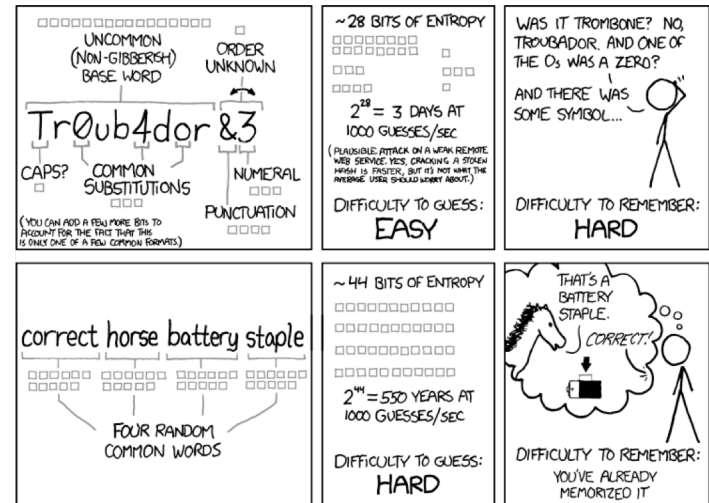 UNCOMMON
(NON-GIBBERISH)
BASE WORD
ORDER
UNKNOWN
Tr0ub4dor &3
CAPS?
COMMON
SUBSTITUTIONS
NUMERAL
PUNCTUATION
(YOU CAN ADD A FEW MORE BITS TO
ACCOUNT FOR THE FACT THAT THIS
IS ONLY ONE OF A FEW COMMON FORMATS.)
~28 BITS OF ENTROPY
2^28 = 3 DAYS AT
1000 GUESSES/SEC
(PLAUSIBLE ATTACK ON A WEAK REMOTE
WEB SERVICE. YES, CRACKING A STOLEN
HASH IS FASTER, BUT IT'S NOT WHAT THE
AVERAGE USER SHOULD WORRY ABOUT.)
DIFFICULTY TO GUESS:
EASY
WAS IT TROMBONE? NO,
TROUBADOR. AND ONE OF
THE Os WAS A ZERO?
AND THERE WAS
SOME SYMBOL...
DIFFICULTY TO REMEMBER:
HARD
correct horse battery staple
FOUR RANDOM
COMMON WORDS
~44 BITS OF ENTROPY
2^44 = 550 YEARS AT
1000 GUESSES/SEC
DIFFICULTY TO GUESS:
HARD
THAT'S A
BATTERY
STAPLE.
CORRECT!
DIFFICULTY TO REMEMBER:
YOU'VE ALREADY
MEMORIZED IT